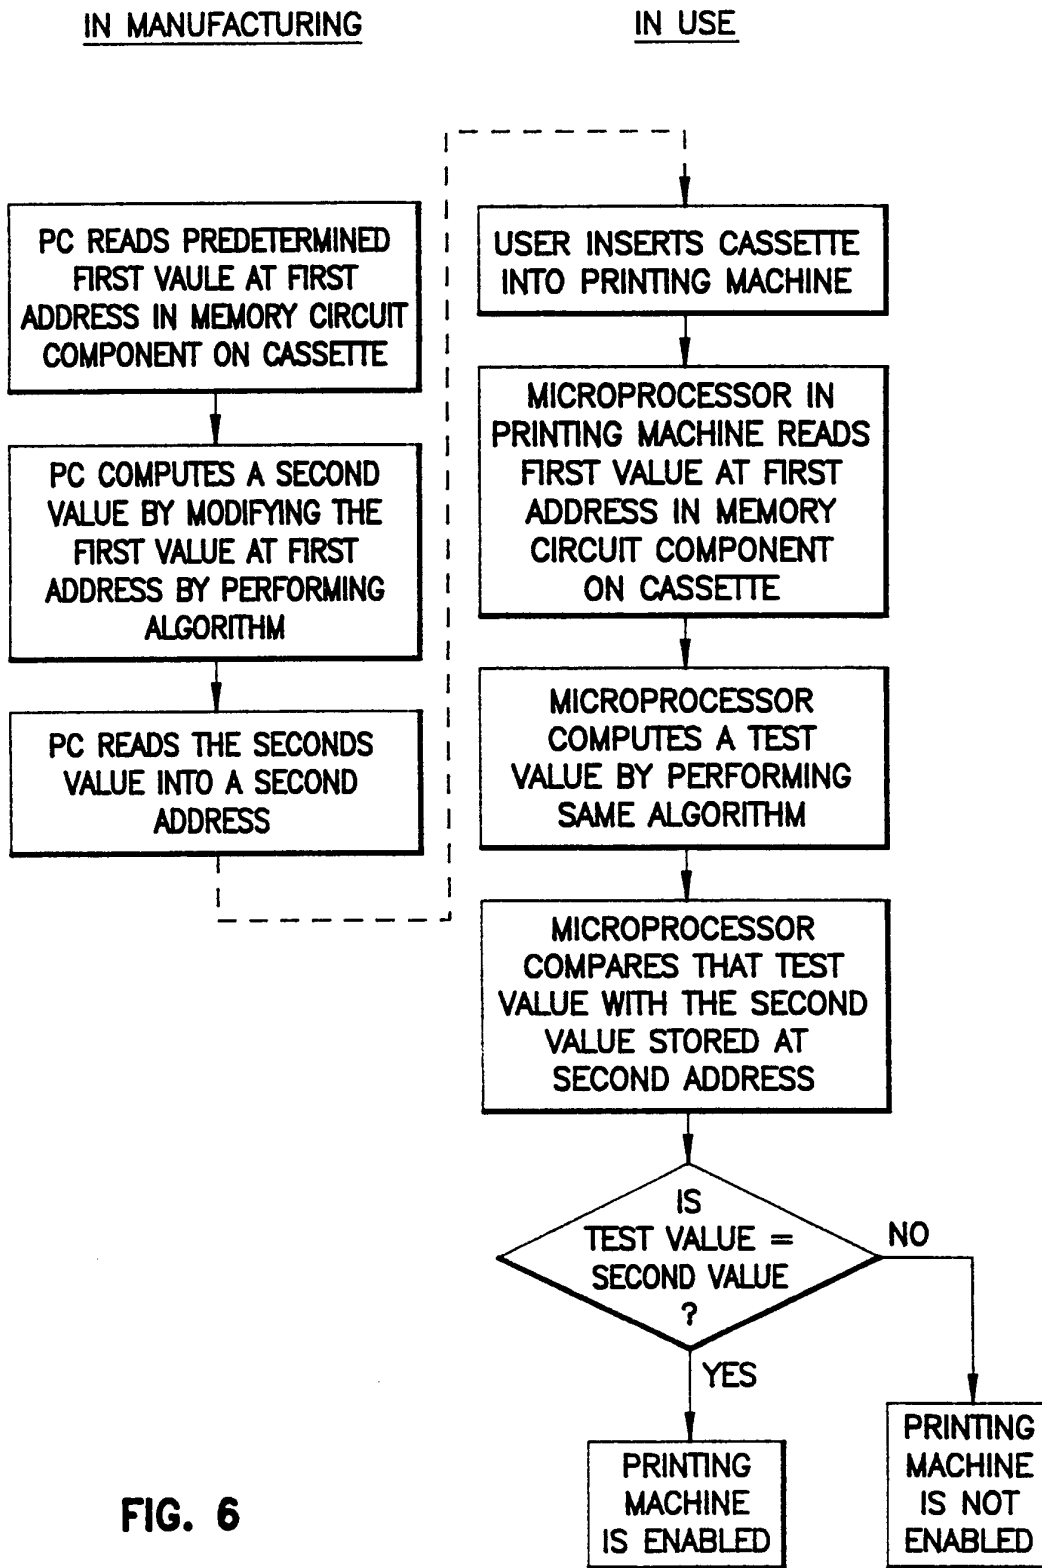 IN MANUFACTURING
PC READS PREDETERMINED
FIRST VAULE AT FIRST
ADDRESS IN MEMORY CIRCUIT
COMPONENT ON CASSETTE
PC COMPUTES A SECOND
VALUE BY MODIFYING THE
FIRST VALUE AT FIRST
ADDRESS BY PERFORMING
ALGORITHM
PC READS THE SECONDS
VALUE INTO A SECOND
ADDRESS
IN USE
USER INSERTS CASSETTE
INTO PRINTING MACHINE
MICROPROCESSOR IN
PRINTING MACHINE READS
FIRST VALUE AT FIRST
ADDRESS IN MEMORY
CIRCUIT COMPONENT
ON CASSETTE
MICROPROCESSOR
COMPUTES A TEST
VALUE BY PERFORMING
SAME ALGORITHM
MICROPROCESSOR
COMPARES THAT TEST
VALUE WITH THE SECOND
VALUE STORED AT
SECOND ADDRESS
IS
TEST VALUE =
SECOND VALUE
?
NO
YES
PRINTING
MACHINE
IS ENABLED
PRINTING
MACHINE
IS NOT
ENABLED
FIG. 6